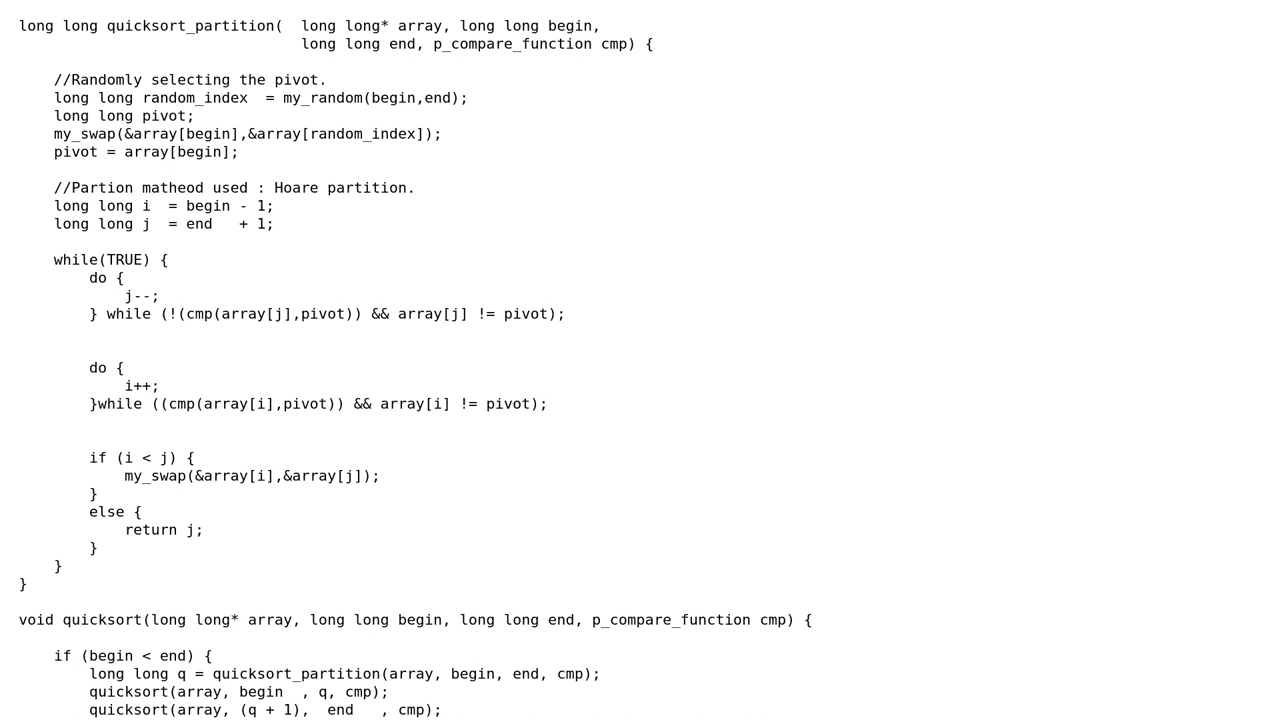 long long quicksort_partition(  long long* array, long long begin,
                                long long end, p_compare_function cmp) {
    //Randomly selecting the pivot.
    long long random_index  = my_random(begin,end);
    long long pivot;
    my_swap(&array[begin],&array[random_index]);
    pivot = array[begin];
    //Partion matheod used : Hoare partition.
    long long i  = begin - 1;
    long long j  = end   + 1;
    while(TRUE) {
        do {
            j--;
        } while (!(cmp(array[j],pivot)) && array[j] != pivot);
        do {
            i++;
        }while ((cmp(array[i],pivot)) && array[i] != pivot);
        if (i < j) {
            my_swap(&array[i],&array[j]);
        }
        else {
            return j;
        }
    }
}
void quicksort(long long* array, long long begin, long long end, p_compare_function cmp) {
    if (begin < end) {
        long long q = quicksort_partition(array, begin, end, cmp);
        quicksort(array, begin  , q, cmp);
        quicksort(array, (q + 1),  end   , cmp);